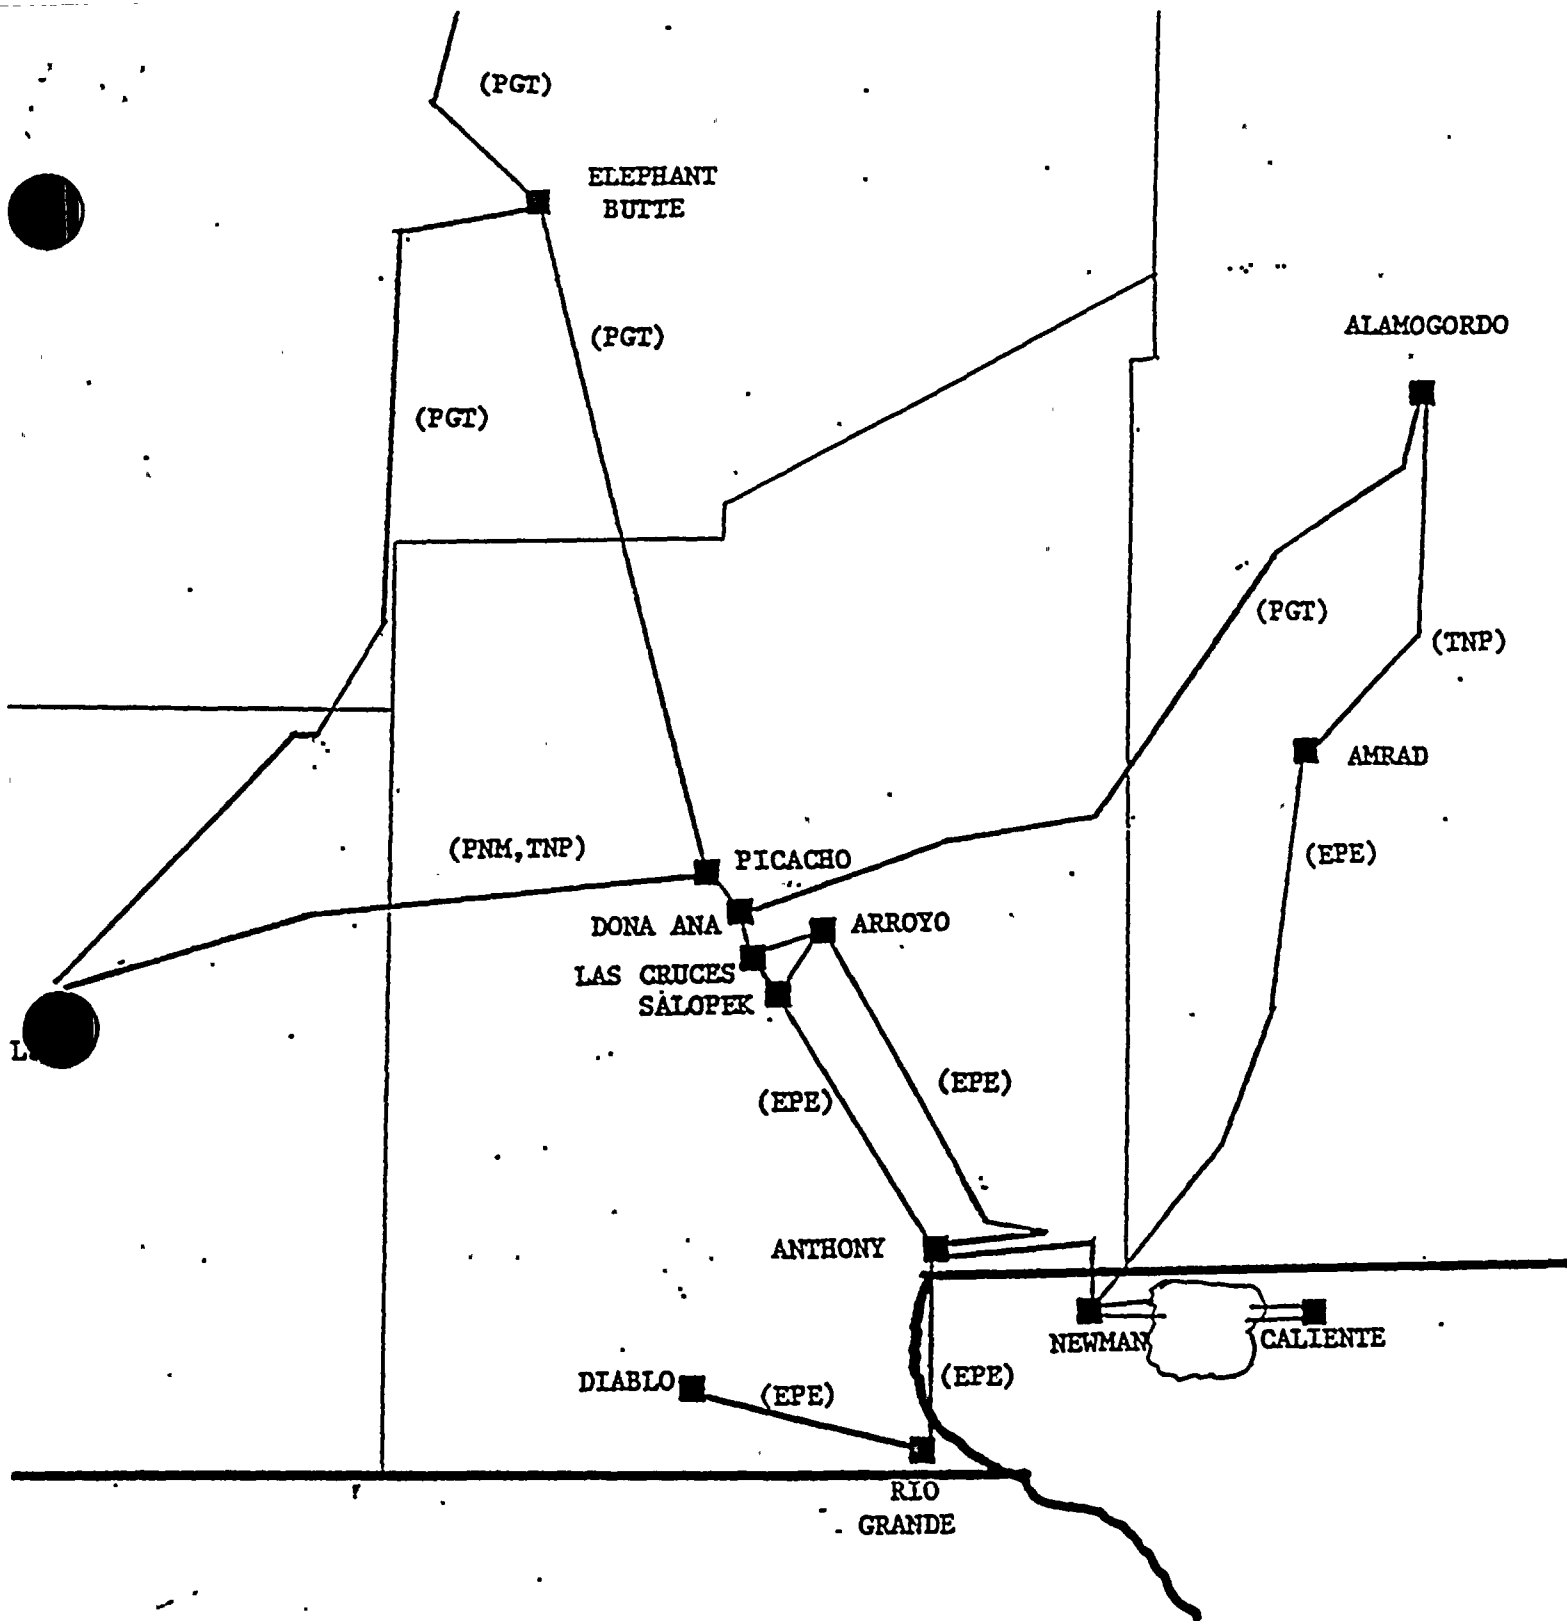 (PGT)
ELEPHANT
BUTTE
(PGT)
ALAMOGORDO
(PGT)
(PGT)
(TNP)
AMRAD
(PNM,TNP)
PICACHO
(EPE)
DONA ANA
ARROYO
LAS CRUCES
SALOPEK
(EPE)
(EPE)
ANTHONY
NEWMAN
CALIENTE
DIABLO
(EPE)
(EPE)
RIO
GRANDE